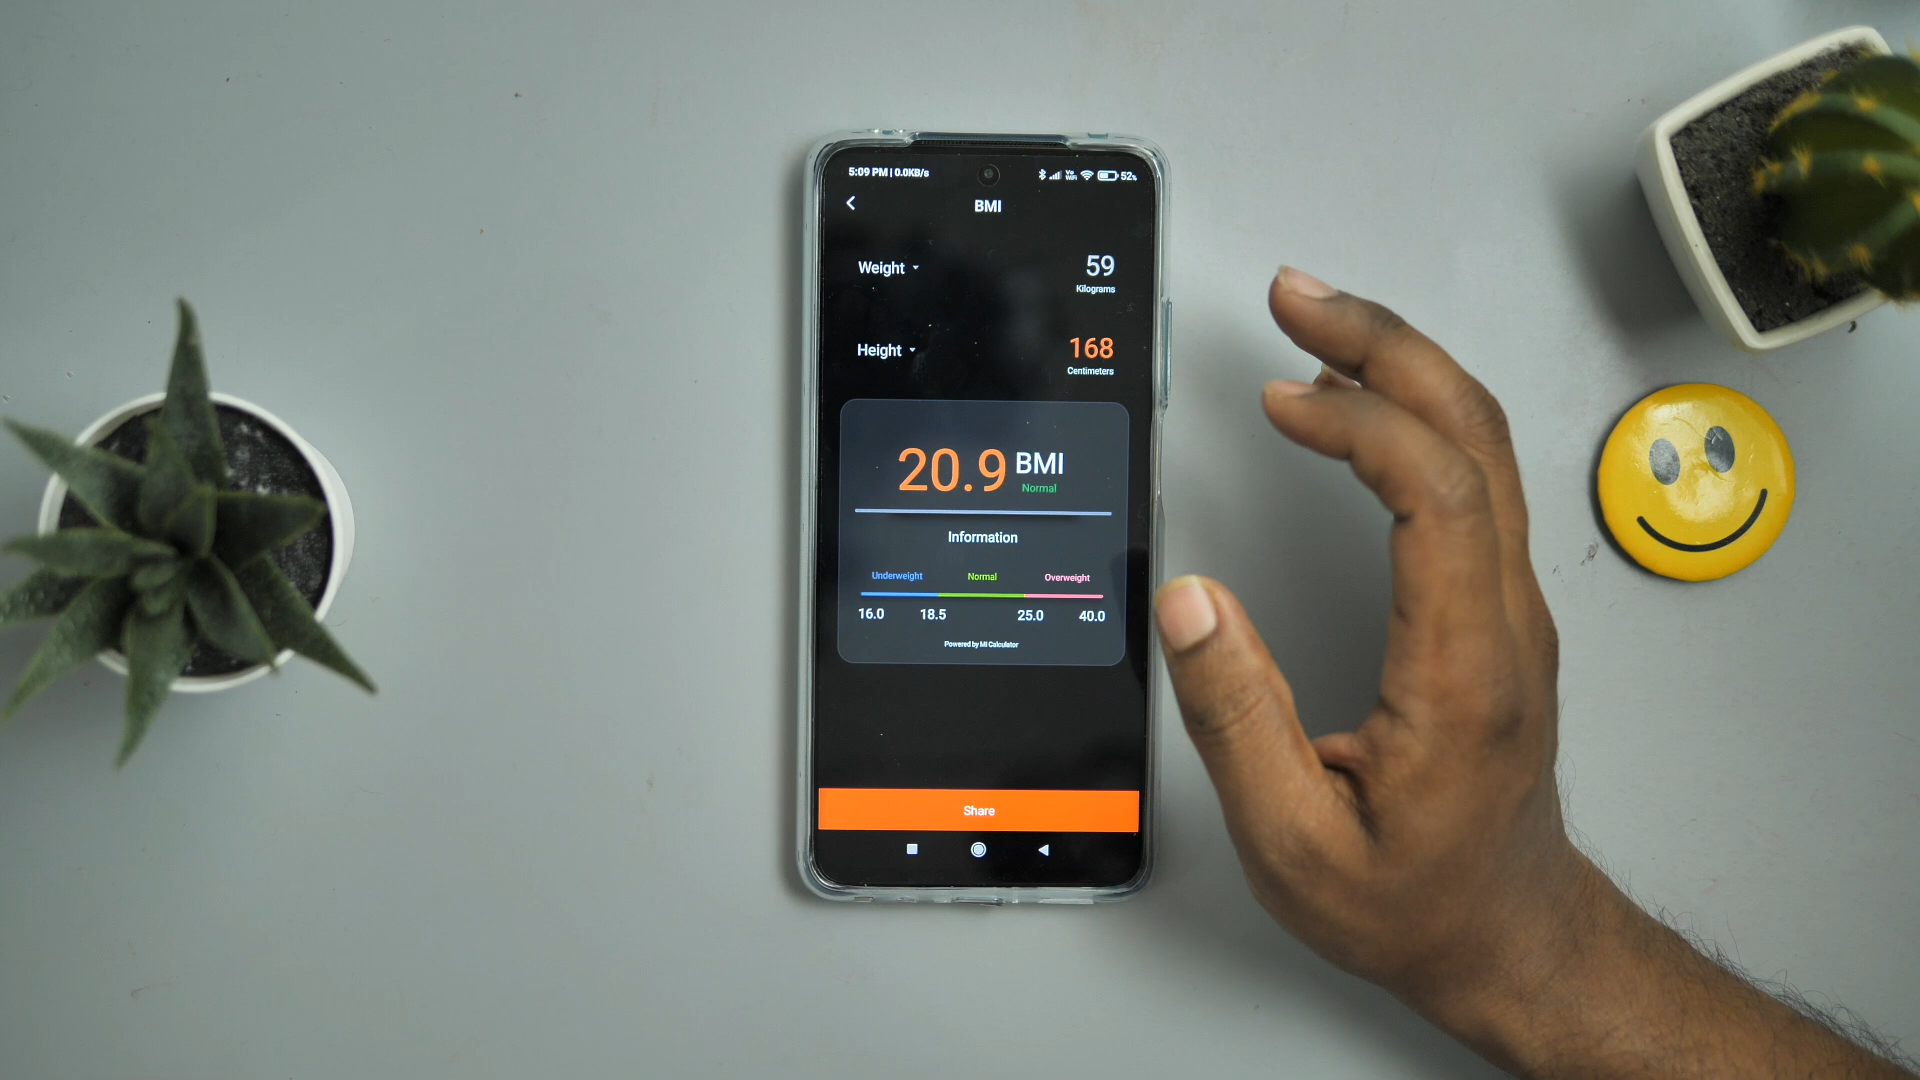 5:09 PM | 0.0KB/s 52%
BMI
Weight 59
Kilograms
Height 168
Centimeters
20.9 BMI
Normal
Information
Underweight Normal Overweight
16.0 18.5 25.0 40.0
Powered by Mi Calculator
Share